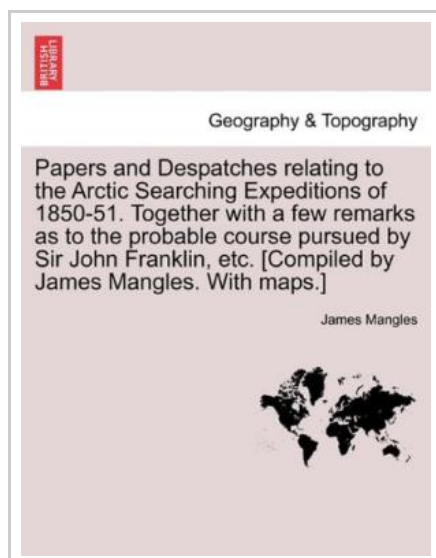 BRITISH
LIBRARY
Geography & Topography
Papers and Despatches relating to
the Arctic Searching Expeditions of
1850-51. Together with a few remarks
as to the probable course pursued by
Sir John Franklin, etc. [Compiled by
James Mangles. With maps.]
James Mangles